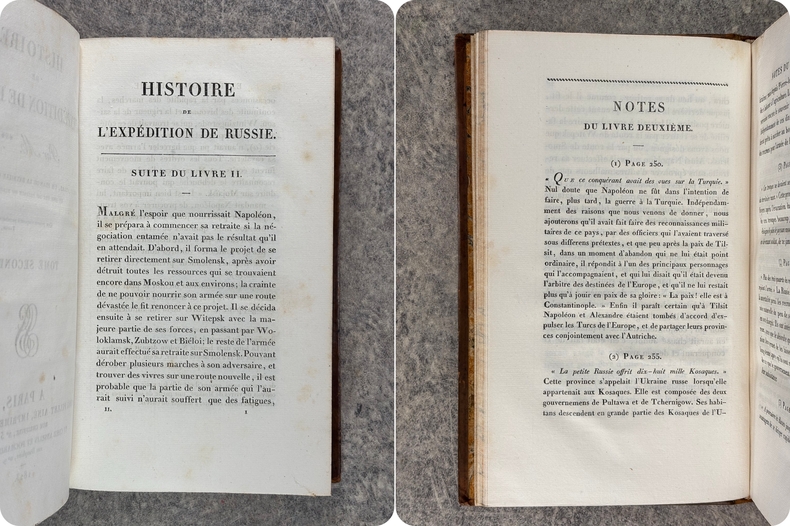 HISTOIRE
DE
L'EXPÉDITION DE RUSSIE.
SUITE DU LIVRE II.
MALGRÉ l'espoir que nourrissait Napoléon,
il se prépara à commencer sa retraite si la né-
gociation entamée n'avait pas le résultat qu'il
en attendait. D'abord, il forma le projet de se
retirer directement sur Smolensk, après avoir
détruit toutes les ressources qui se trouvaient
encore dans Moskou et aux environs; la crainte
de ne pouvoir nourrir son armée sur une route
dévastée le fit renoncer à ce projet. Il se décida
ensuite à se retirer sur Witepsk avec la ma-
jeure partie de ses forces, en passant par Wo-
loklamsk, Zubtzow et Biéloi; le reste de l'armée
aurait effectué sa retraite sur Smolensk. Pouvant
dérober plusieurs marches à son adversaire, et
trouver des vivres sur une route nouvelle, il est
probable que la partie de son armée qui l'au-
rait suivi n'aurait souffert que des fatigues,
II. 1
NOTES
DU LIVRE DEUXIÈME.
(1) PAGE 250.
« QUE ce conquérant avait des vues sur la Turquie. »
Nul doute que Napoléon ne fût dans l'intention de
faire, plus tard, la guerre à la Turquie. Indépendam-
ment des raisons que nous venons de donner, nous
ajouterons qu'il avait fait faire des reconnaissances mili-
taires de ce pays, par des officiers qui l'avaient traversé
sous differens prétextes, et que peu après la paix de Til-
sit, dans un moment d'abandon qui ne lui était point
ordinaire, il répondit à l'un des principaux personnages
qui l'accompagnaient, et qui lui disait qu'il était devenu
l'arbitre des destinées de l'Europe, et qu'il ne lui restait
plus qu'à jouir en paix de sa gloire: « La paix! elle est à
Constantinople. » Enfin il paraît certain qu'à Tilsit
Napoléon et Alexandre étaient tombés d'accord d'ex-
pulser les Turcs de l'Europe, et de partager leurs provin-
ces conjointement avec l'Autriche.
(2) PAGE 255.
« La petite Russie offrit dix-huit mille Kosaques. »
Cette province s'appelait l'Ukraine russe lorsqu'elle
appartenait aux Kosaques. Elle est composée des deux
gouvernemens de Pultawa et de Tchernigow. Ses habi-
tans descendent en grande partie des Kosaques de l'U-